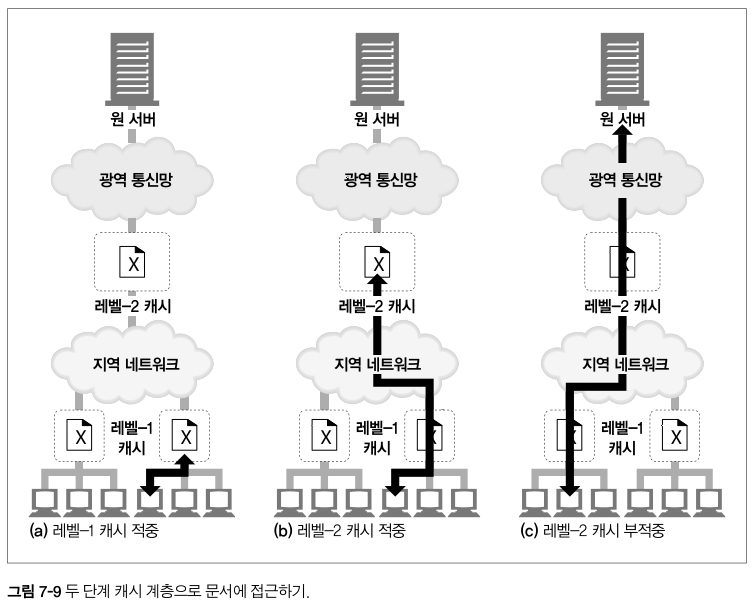 원 서버
광역 통신망
X
레벨-2 캐시
지역 네트워크
X
레벨-1
캐시
X
(a) 레벨-1 캐시 적중
원 서버
광역 통신망
X
레벨-2 캐시
지역 네트워크
X
레벨-1
캐시
X
(b) 레벨-2 캐시 적중
원 서버
광역 통신망
X
레벨-2 캐시
지역 네트워크
X
레벨-1
캐시
X
(c) 레벨-2 캐시 부적중
그림 7-9 두 단계 캐시 계층으로 문서에 접근하기.